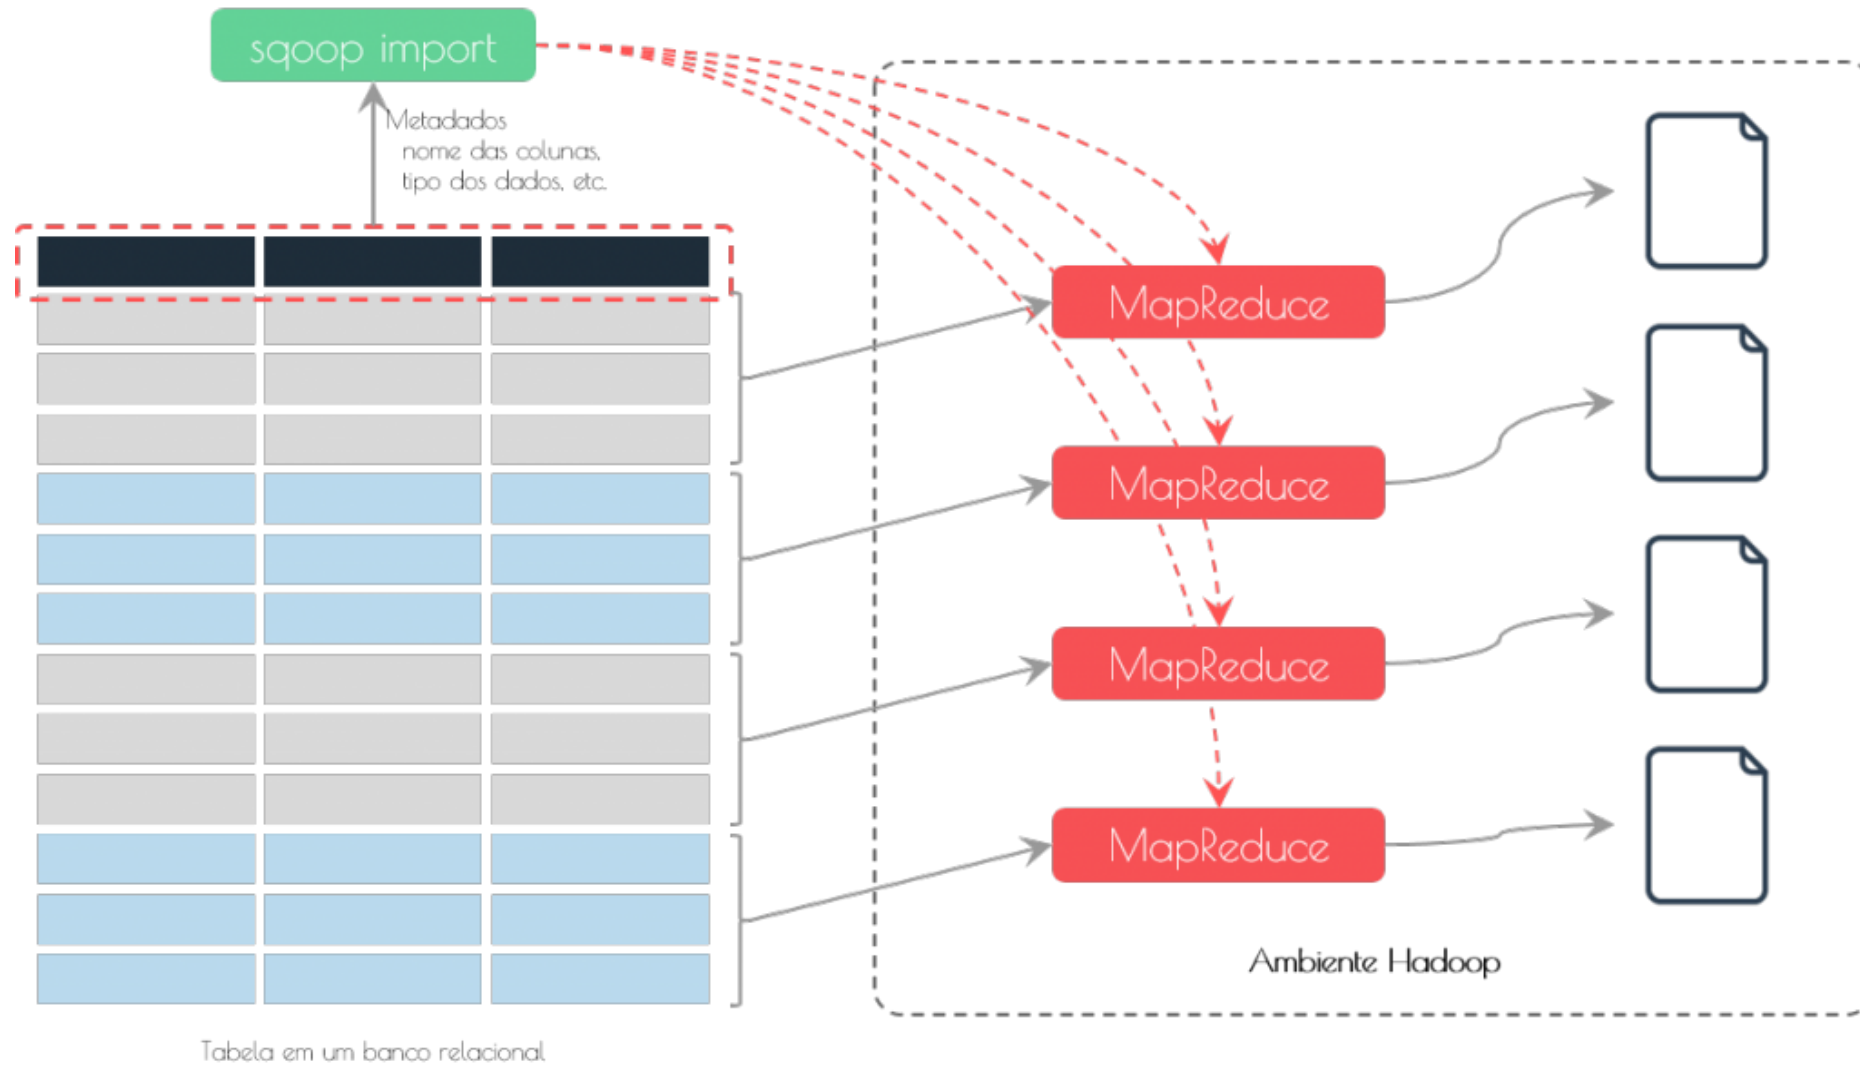 sqoop import
Metadados
nome das colunas,
tipo dos dados, etc.
MapReduce
MapReduce
MapReduce
MapReduce
Ambiente Hadoop
Tabela em um banco relacional